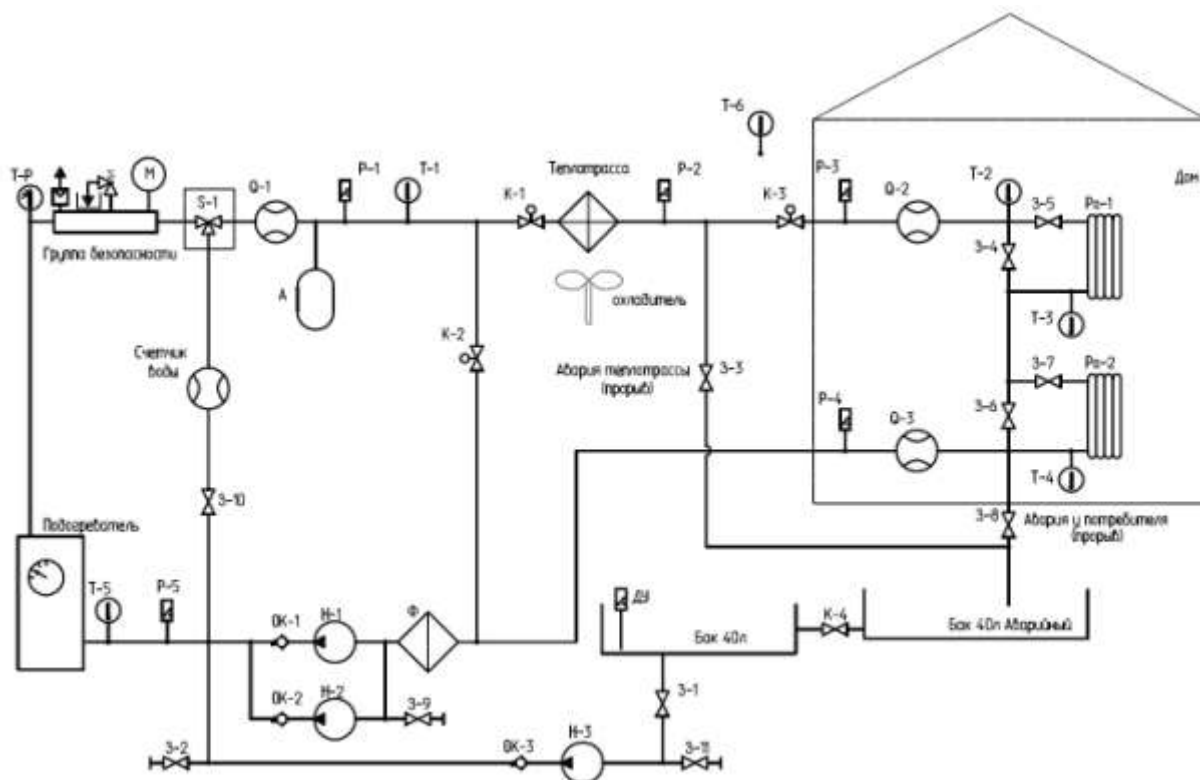 Т-6
Дом
Т-Р
М
Р-1
Т-1
Теплотрасса
Р-2
Р-3
Т-2
S-1
Q-1
К-1
К-3
Q-2
З-5
Ра-1
Группа безопасности
З-4
А
охладитель
Т-3
К-2
Счетчик
воды
Авария теплотрассы
(прорыв)
З-3
З-7
Ра-2
Р-4
Q-3
З-6
Т-4
З-10
Подогреватель
З-8
Авария у потребителя
(прорыв)
Т-5
Р-5
ОК-1
Н-1
Ф
ДУ
Бак 40л
К-4
Бак 40л Аварийный
ОК-2
Н-2
З-9
З-1
З-2
ОК-3
Н-3
З-11